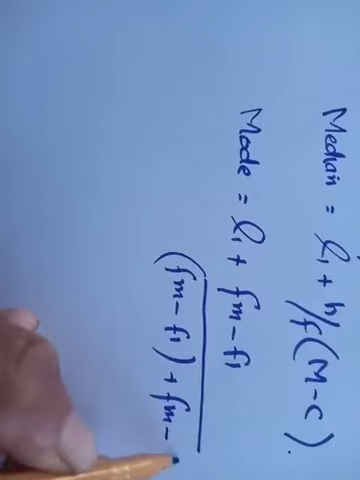 Median = l₁ + h/f (M-C).
Mode = l₁ + fm-f₁
(fm-f₁) + fm-